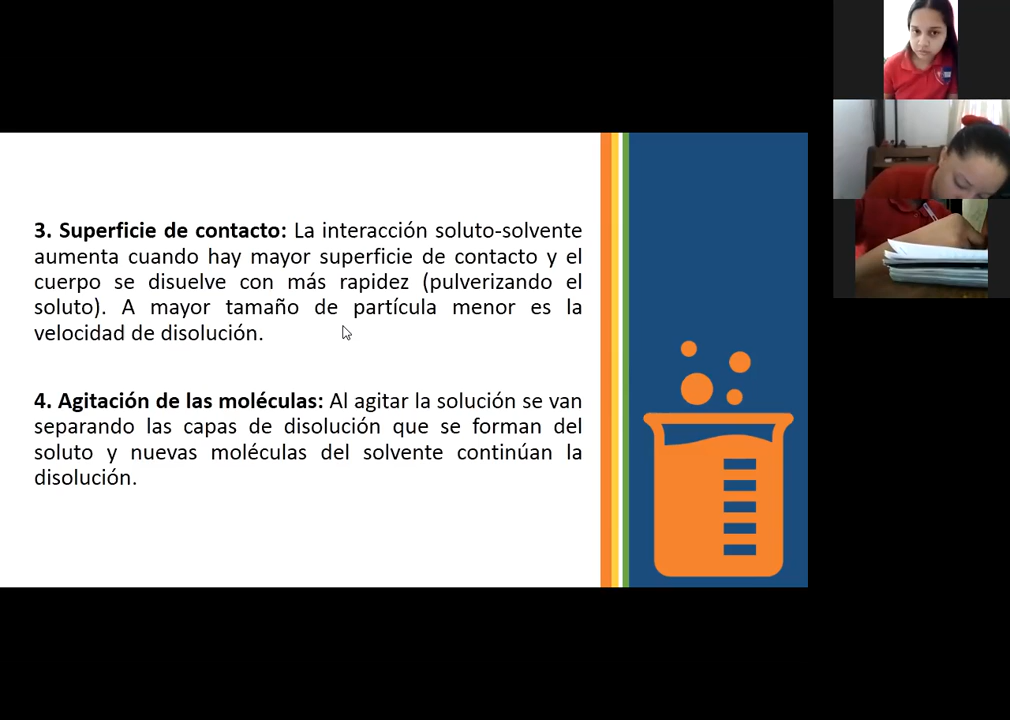 3. Superficie de contacto: La interacción soluto-solvente
aumenta cuando hay mayor superficie de contacto y el
cuerpo se disuelve con más rapidez (pulverizando el
soluto). A mayor tamaño de partícula menor es la
velocidad de disolución.
4. Agitación de las moléculas: Al agitar la solución se van
separando las capas de disolución que se forman del
soluto y nuevas moléculas del solvente continúan la
disolución.